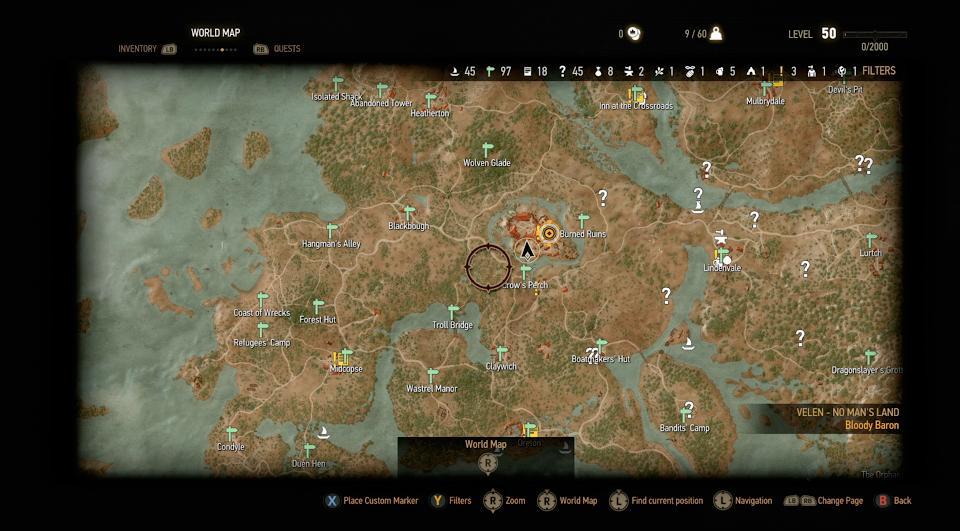 WORLD MAP
INVENTORY LB
RB QUESTS
0
9 / 60
LEVEL 50
0/2000
45 97 18 ? 45 8 2 1 1 5 1 ! 3 1 1 FILTERS
Isolated Shack
Abandoned Tower
Heatherton
Inn at the Crossroads
Mulbrydale
Devil's Pit
Wolven Glade
Blackbough
Hangman's Alley
Burned Ruins
Lurtch
Lindenvale
Crow's Perch
Coast of Wrecks
Forest Hut
Troll Bridge
Refugees' Camp
Midcopse
Claywich
Boatmakers' Hut
Dragonslayer's Grott
Wastrel Manor
VELEN - NO MAN'S LAND
Bloody Baron
Bandits' Camp
Oreton
Condyle
Duén Hen
World Map
R
The Orphan
X Place Custom Marker Y Filters R Zoom R World Map L Find current position L Navigation LB RB Change Page B Back